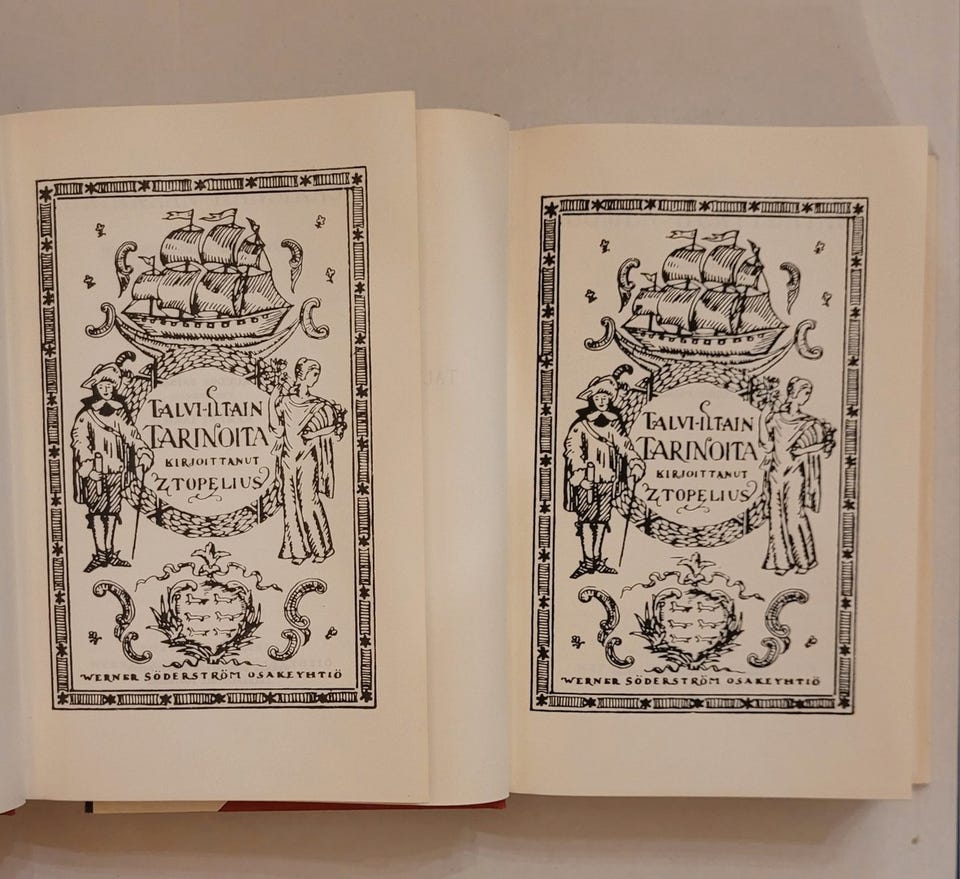 TALVI-ILTAIN
TARINOITA
KIRJOITTANUT
Z TOPELIUS
WERNER SÖDERSTRÖM OSAKEYHTIÖ
TALVI-ILTAIN
TARINOITA
KIRJOITTANUT
Z TOPELIUS
WERNER SÖDERSTRÖM OSAKEYHTIÖ